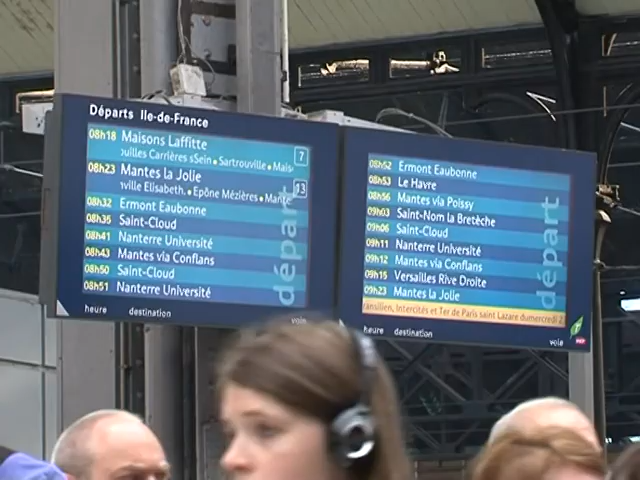 Départs Ile-de-France
08h18 Maisons Laffitte 7
uilles Carrières sSein • Sartrouville • Mais
08h23 Mantes la Jolie 13
ville Elisabeth. • Epône Mézières • Mante
08h32 Ermont Eaubonne
08h35 Saint-Cloud
08h41 Nanterre Université
08h43 Mantes via Conflans
08h50 Saint-Cloud
08h51 Nanterre Université
départ
heure destination voie
08h52 Ermont Eaubonne
08h53 Le Havre
08h56 Mantes via Poissy
09h03 Saint-Nom la Bretèche
09h06 Saint-Cloud
09h11 Nanterre Université
09h12 Mantes via Conflans
09h15 Versailles Rive Droite
09h23 Mantes la Jolie
départ
ransilien, Intercités et Ter de Paris saint Lazare dumercredi 2
heure destination voie